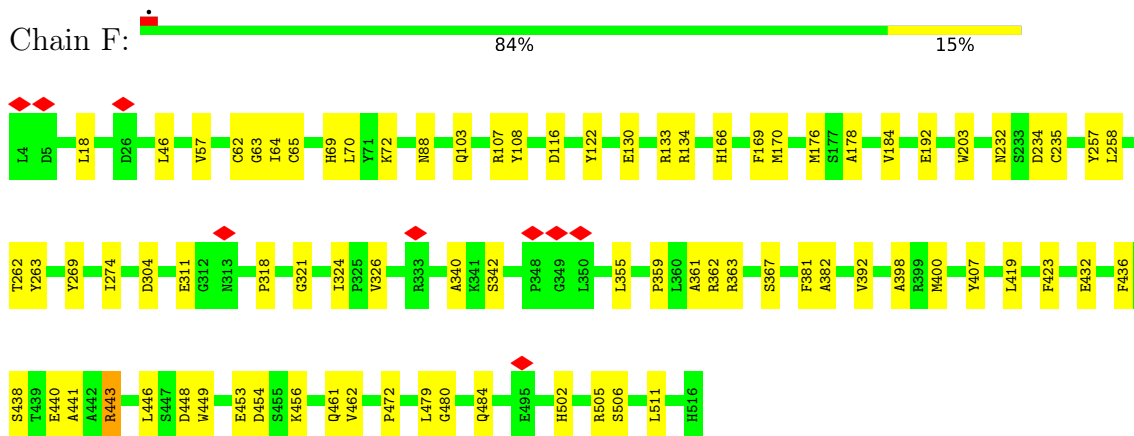 Chain F:
84% 15%
L4 D5 L18 D26 L46 V57 C62 G63 I64 C65 H69 L70 Y71 K72 N88 Q103 R107 Y108 D116 Y122 E130 R133 R134 H166 F169 M170 M176 S177 A178 V184 E192 W203 N232 S233 D234 C235 Y257 L258
T262 Y263 Y269 I274 D304 E311 G312 N313 P318 G321 I324 P325 V326 R333 A340 K341 S342 P348 G349 L350 L355 P359 L360 A361 R362 R363 S367 F381 A382 V392 A398 R399 M400 Y407 L419 F423 E432 F436
S438 T439 E440 A441 A442 R443 L446 S447 D448 W449 E453 D454 S455 K456 Q461 V462 P472 L479 G480 Q484 E495 H502 R505 S506 L511 H516